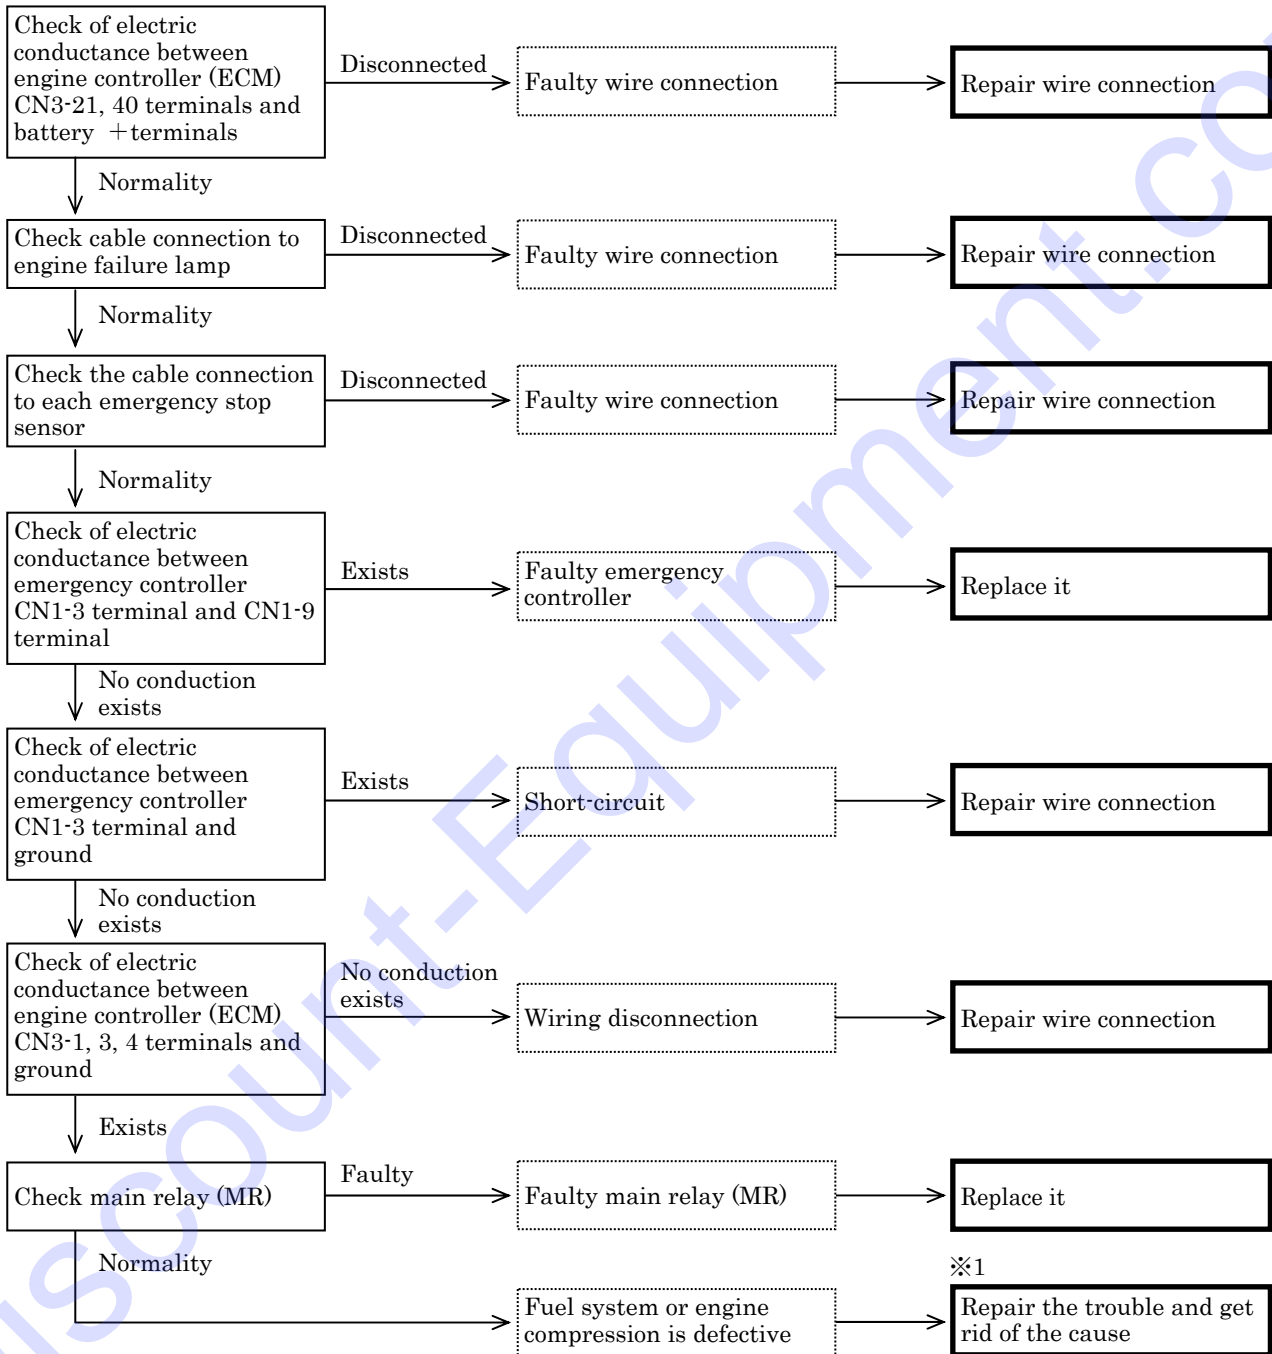 Check of electric
conductance between
engine controller (ECM)
CN3-21, 40 terminals and
battery +terminals
Disconnected
Faulty wire connection
Repair wire connection
Normality
Check cable connection to
engine failure lamp
Disconnected
Faulty wire connection
Repair wire connection
Normality
Check the cable connection
to each emergency stop
sensor
Disconnected
Faulty wire connection
Repair wire connection
Normality
Check of electric
conductance between
emergency controller
CN1-3 terminal and CN1-9
terminal
Exists
Faulty emergency
controller
Replace it
No conduction
exists
Check of electric
conductance between
emergency controller
CN1-3 terminal and
ground
Exists
Short-circuit
Repair wire connection
No conduction
exists
Check of electric
conductance between
engine controller (ECM)
CN3-1, 3, 4 terminals and
ground
No conduction
exists
Wiring disconnection
Repair wire connection
Exists
Check main relay (MR)
Faulty
Faulty main relay (MR)
Replace it
Normality
Fuel system or engine
compression is defective
※1
Repair the trouble and get
rid of the cause
iscount-Equipment.co